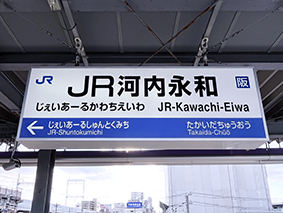 JR
JR河内永和
阪
じぇいあーるかわちえいわ JR-Kawachi-Eiwa
← じぇいあーるしゅんとくみち たかいだちゅうおう
JR-Shuntokumichi Takaida-Chūō